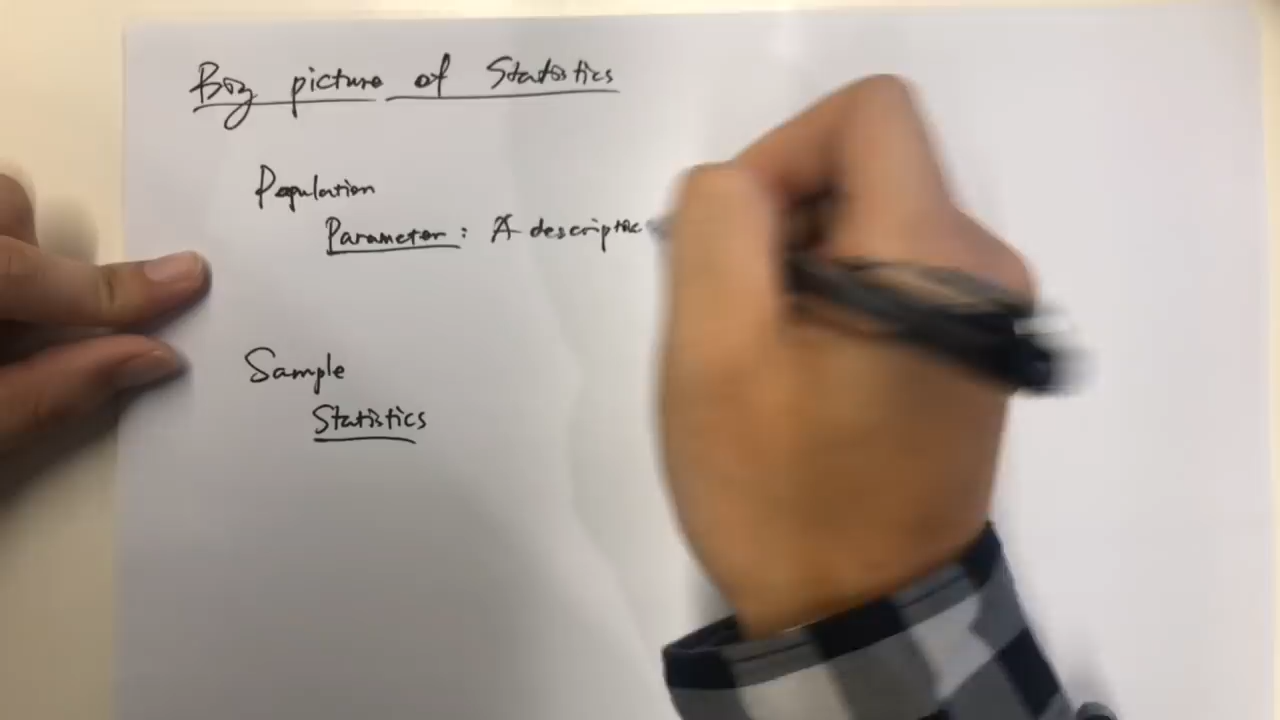 Big picture of Statistics
Population
Parameter : A descriptive
Sample
Statistics